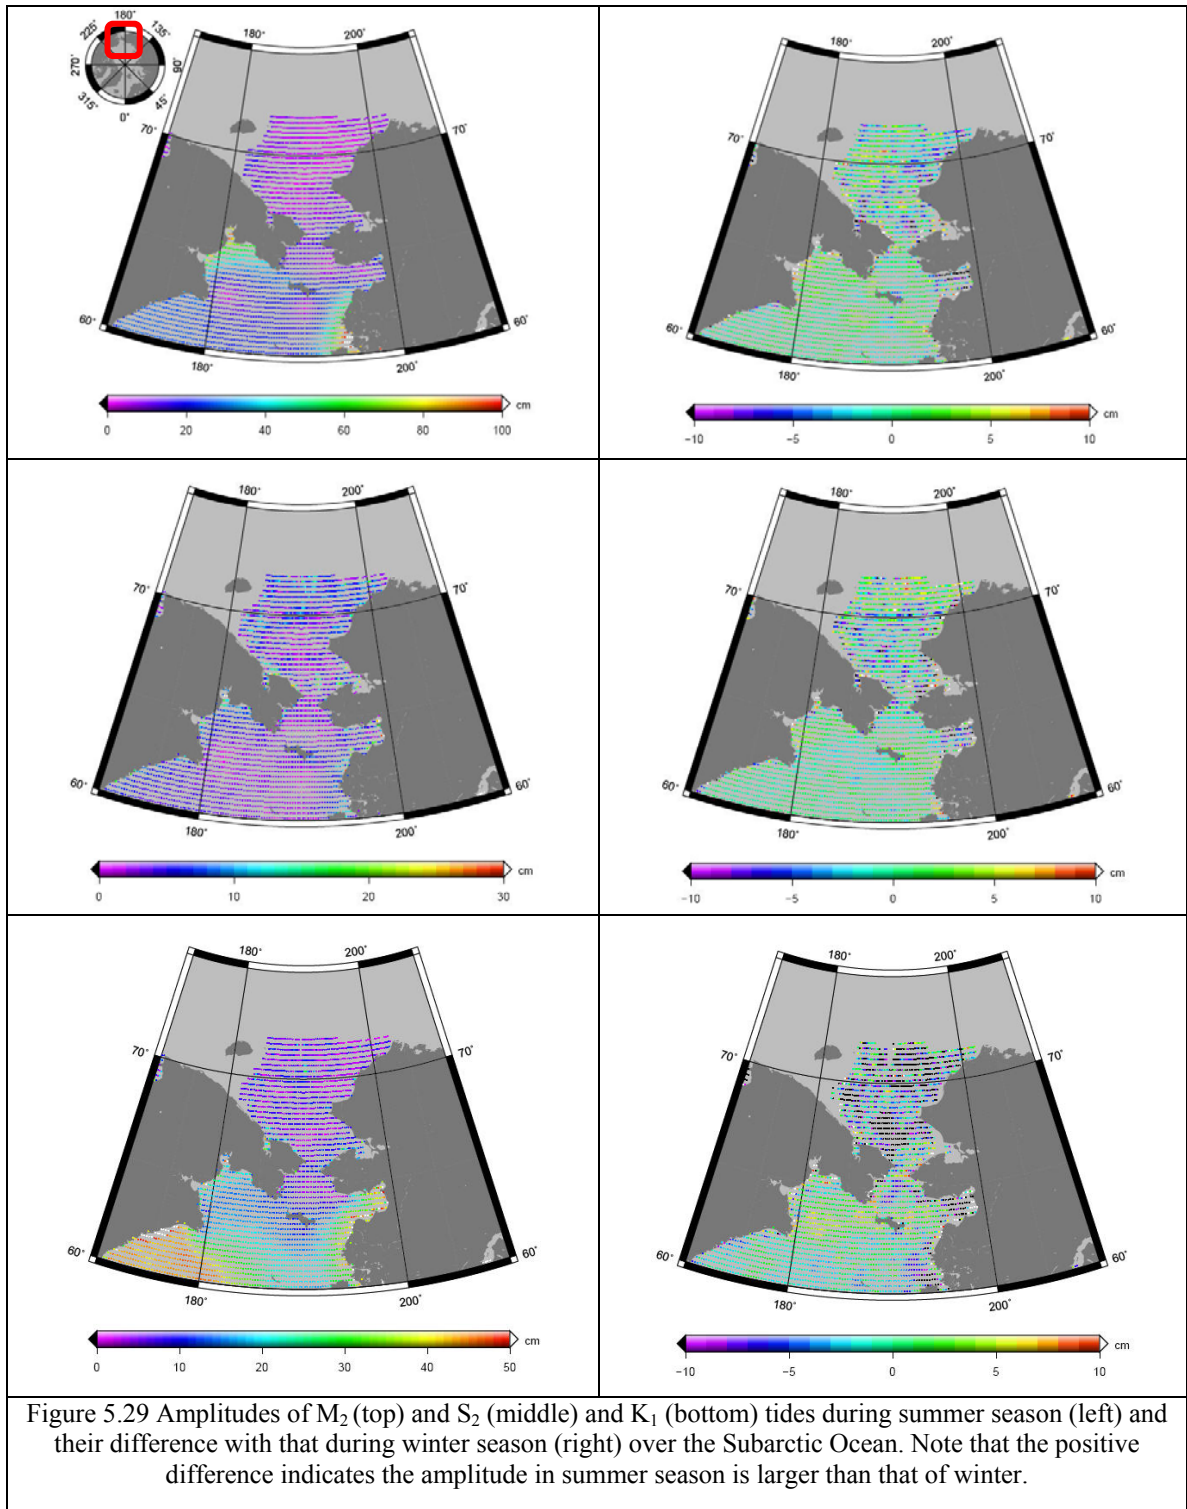 180˚
225˚ 135˚
270˚ 90˚
315˚ 45˚
0˚
180˚ 200˚
70˚ 70˚
60˚ 60˚
180˚ 200˚
cm
0 20 40 60 80 100
180˚ 200˚
70˚ 70˚
60˚ 60˚
180˚ 200˚
cm
−10 −5 0 5 10
180˚ 200˚
70˚ 70˚
60˚ 60˚
180˚ 200˚
cm
0 10 20 30
180˚ 200˚
70˚ 70˚
60˚ 60˚
180˚ 200˚
cm
−10 −5 0 5 10
180˚ 200˚
70˚ 70˚
60˚ 60˚
180˚ 200˚
cm
0 10 20 30 40 50
180˚ 200˚
70˚ 70˚
60˚ 60˚
180˚ 200˚
cm
−10 −5 0 5 10
Figure 5.29 Amplitudes of M₂ (top) and S₂ (middle) and K₁ (bottom) tides during summer season (left) and
their difference with that during winter season (right) over the Subarctic Ocean. Note that the positive
difference indicates the amplitude in summer season is larger than that of winter.